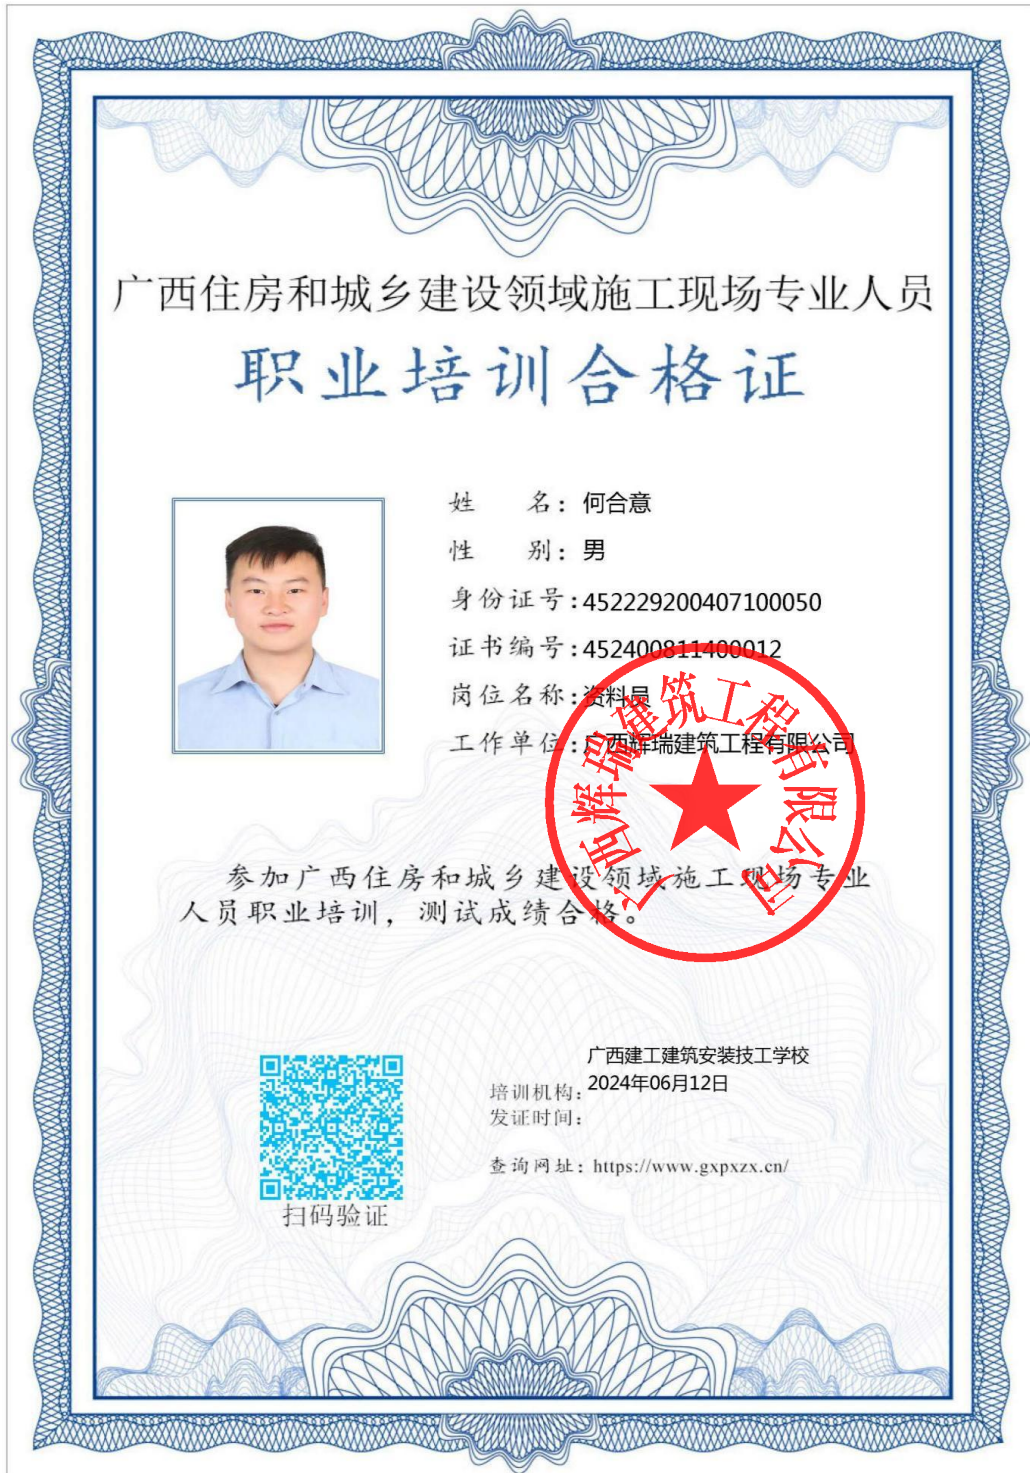 广西住房和城乡建设领域施工现场专业人员
职业培训合格证
姓 名：何合意
性 别：男
身份证号：452229200407100050
证书编号：452400811400012
岗位名称：资料员
工作单位：广西辉瑞建筑工程有限公司
广西辉瑞建筑工程有限公司
参加广西住房和城乡建设领域施工现场专业
人员职业培训，测试成绩合格。
广西建工建筑安装技工学校
培训机构：2024年06月12日
发证时间：
查询网址：https://www.gxpxzx.cn/
扫码验证